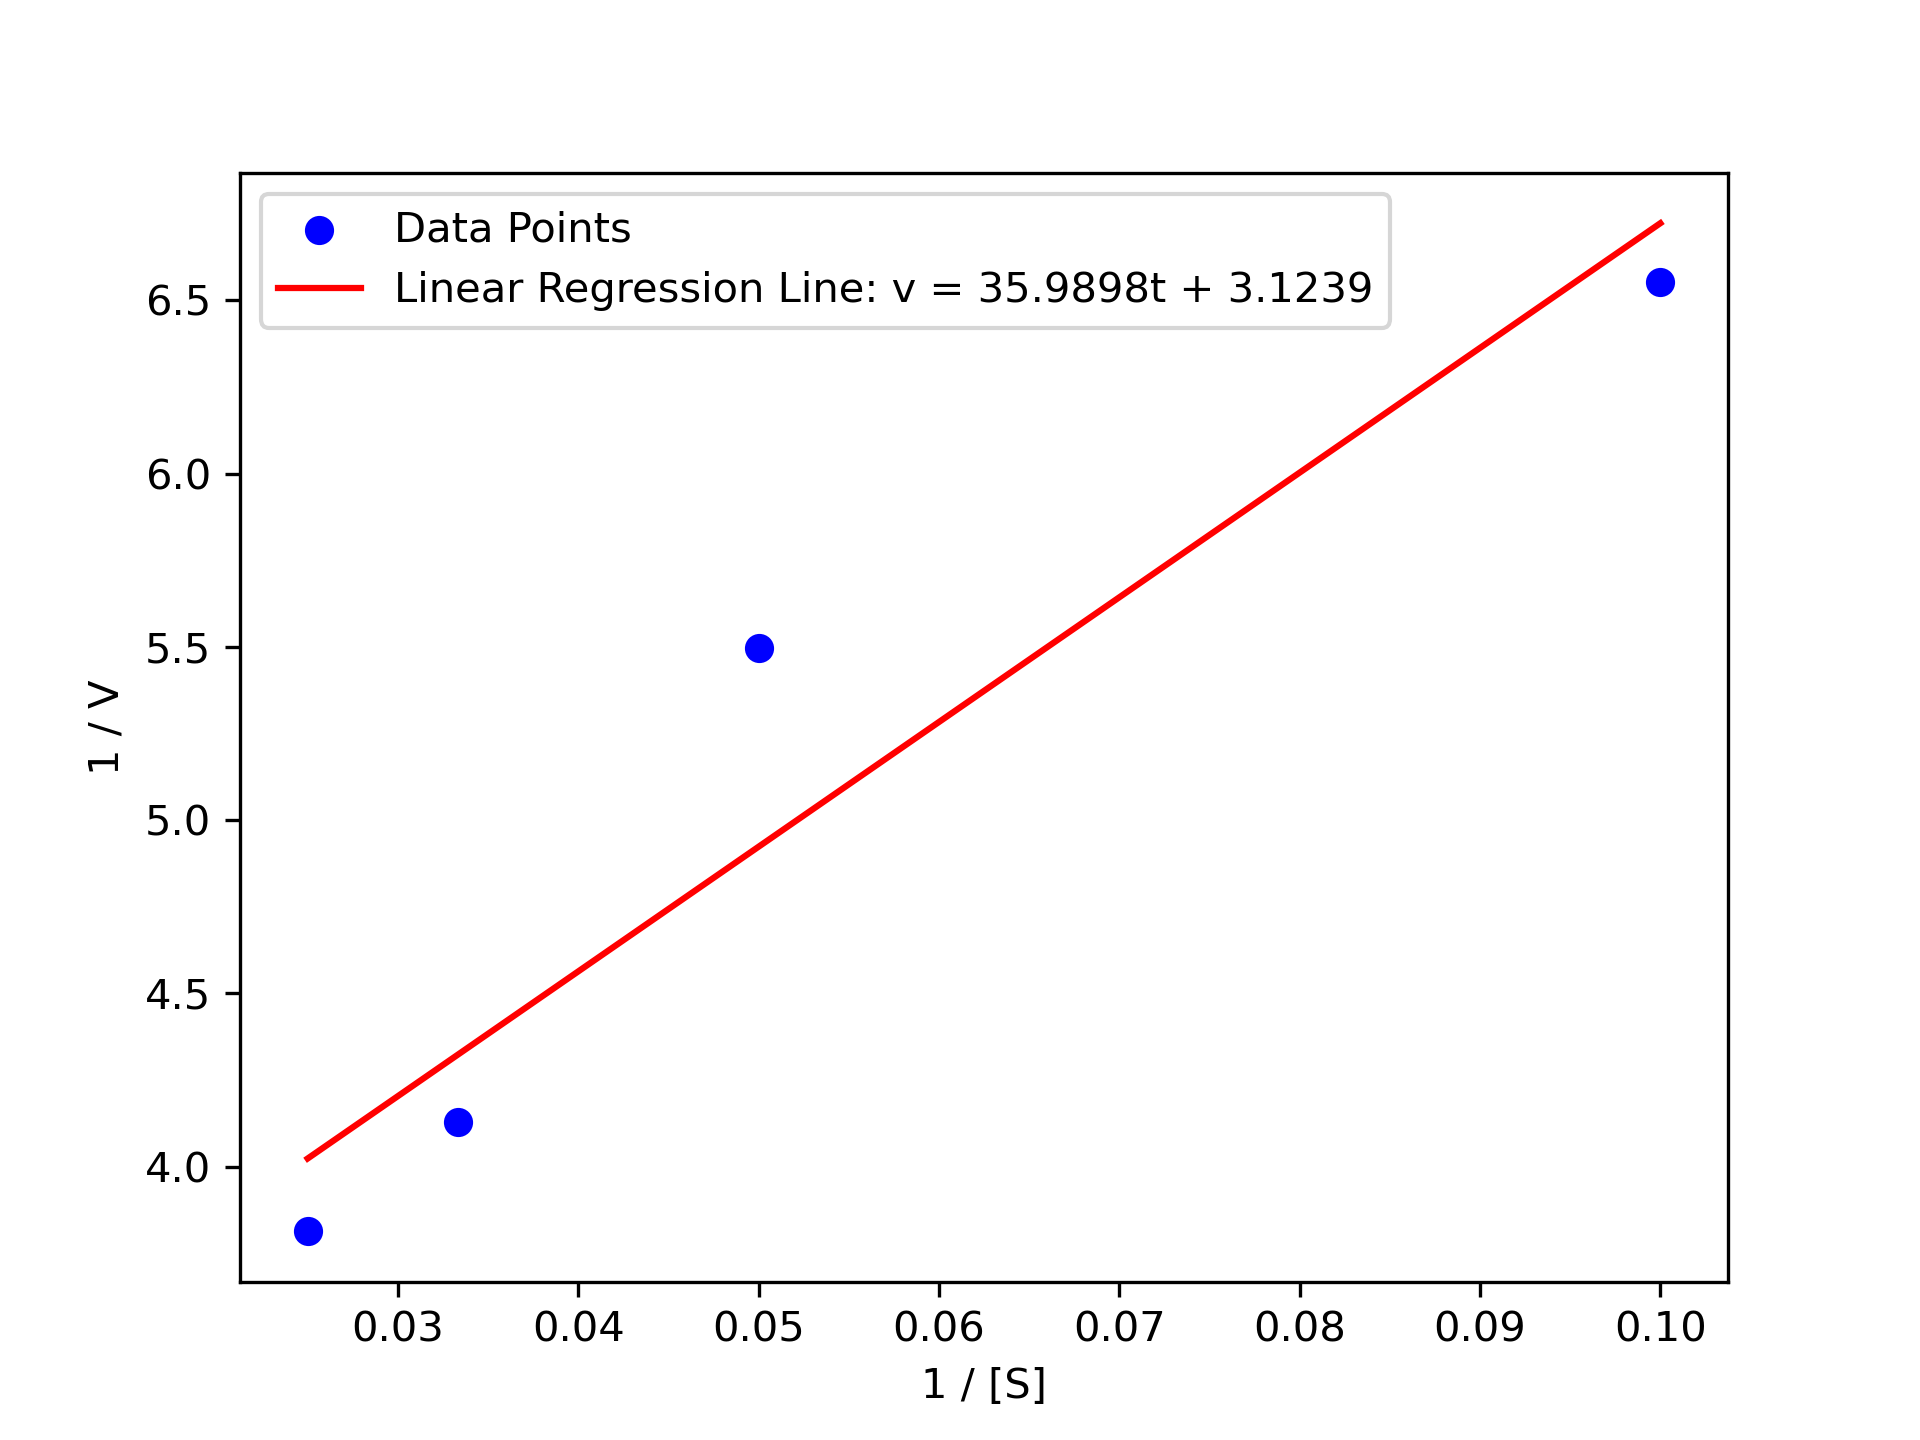 Data Points
Linear Regression Line: v = 35.9898t + 3.1239
6.5
6.0
5.5
5.0
4.5
4.0
1 / V
0.03 0.04 0.05 0.06 0.07 0.08 0.09 0.10
1 / [S]